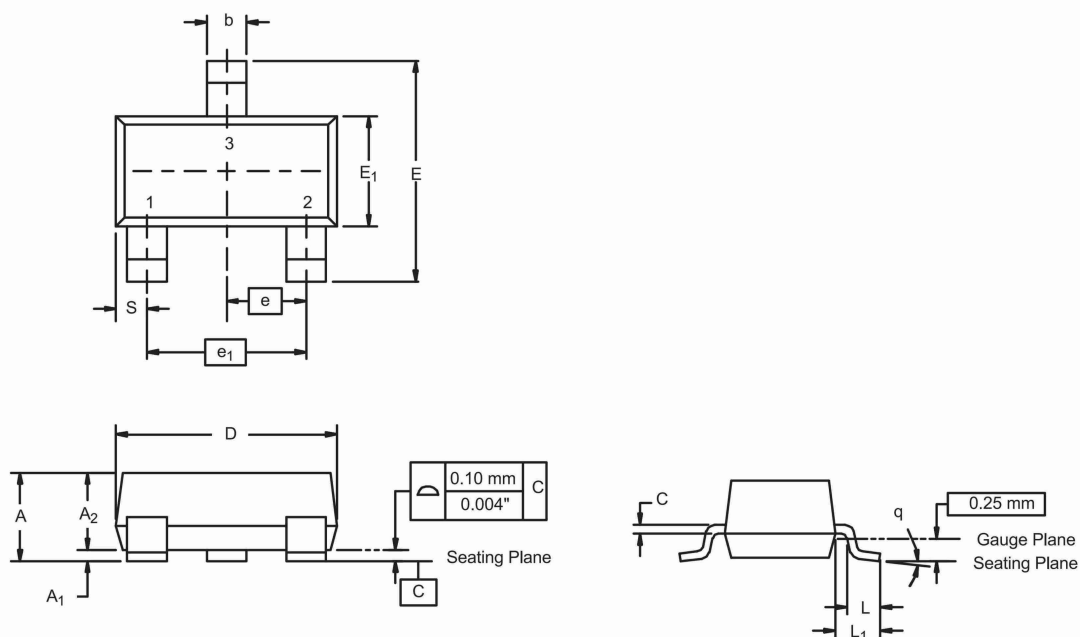 b
3
E₁
E
1
2
S
e
e₁
D
0.10 mm
C
0.004"
A
A₂
Seating Plane
A₁
C
C
q
0.25 mm
Gauge Plane
Seating Plane
L
L₁